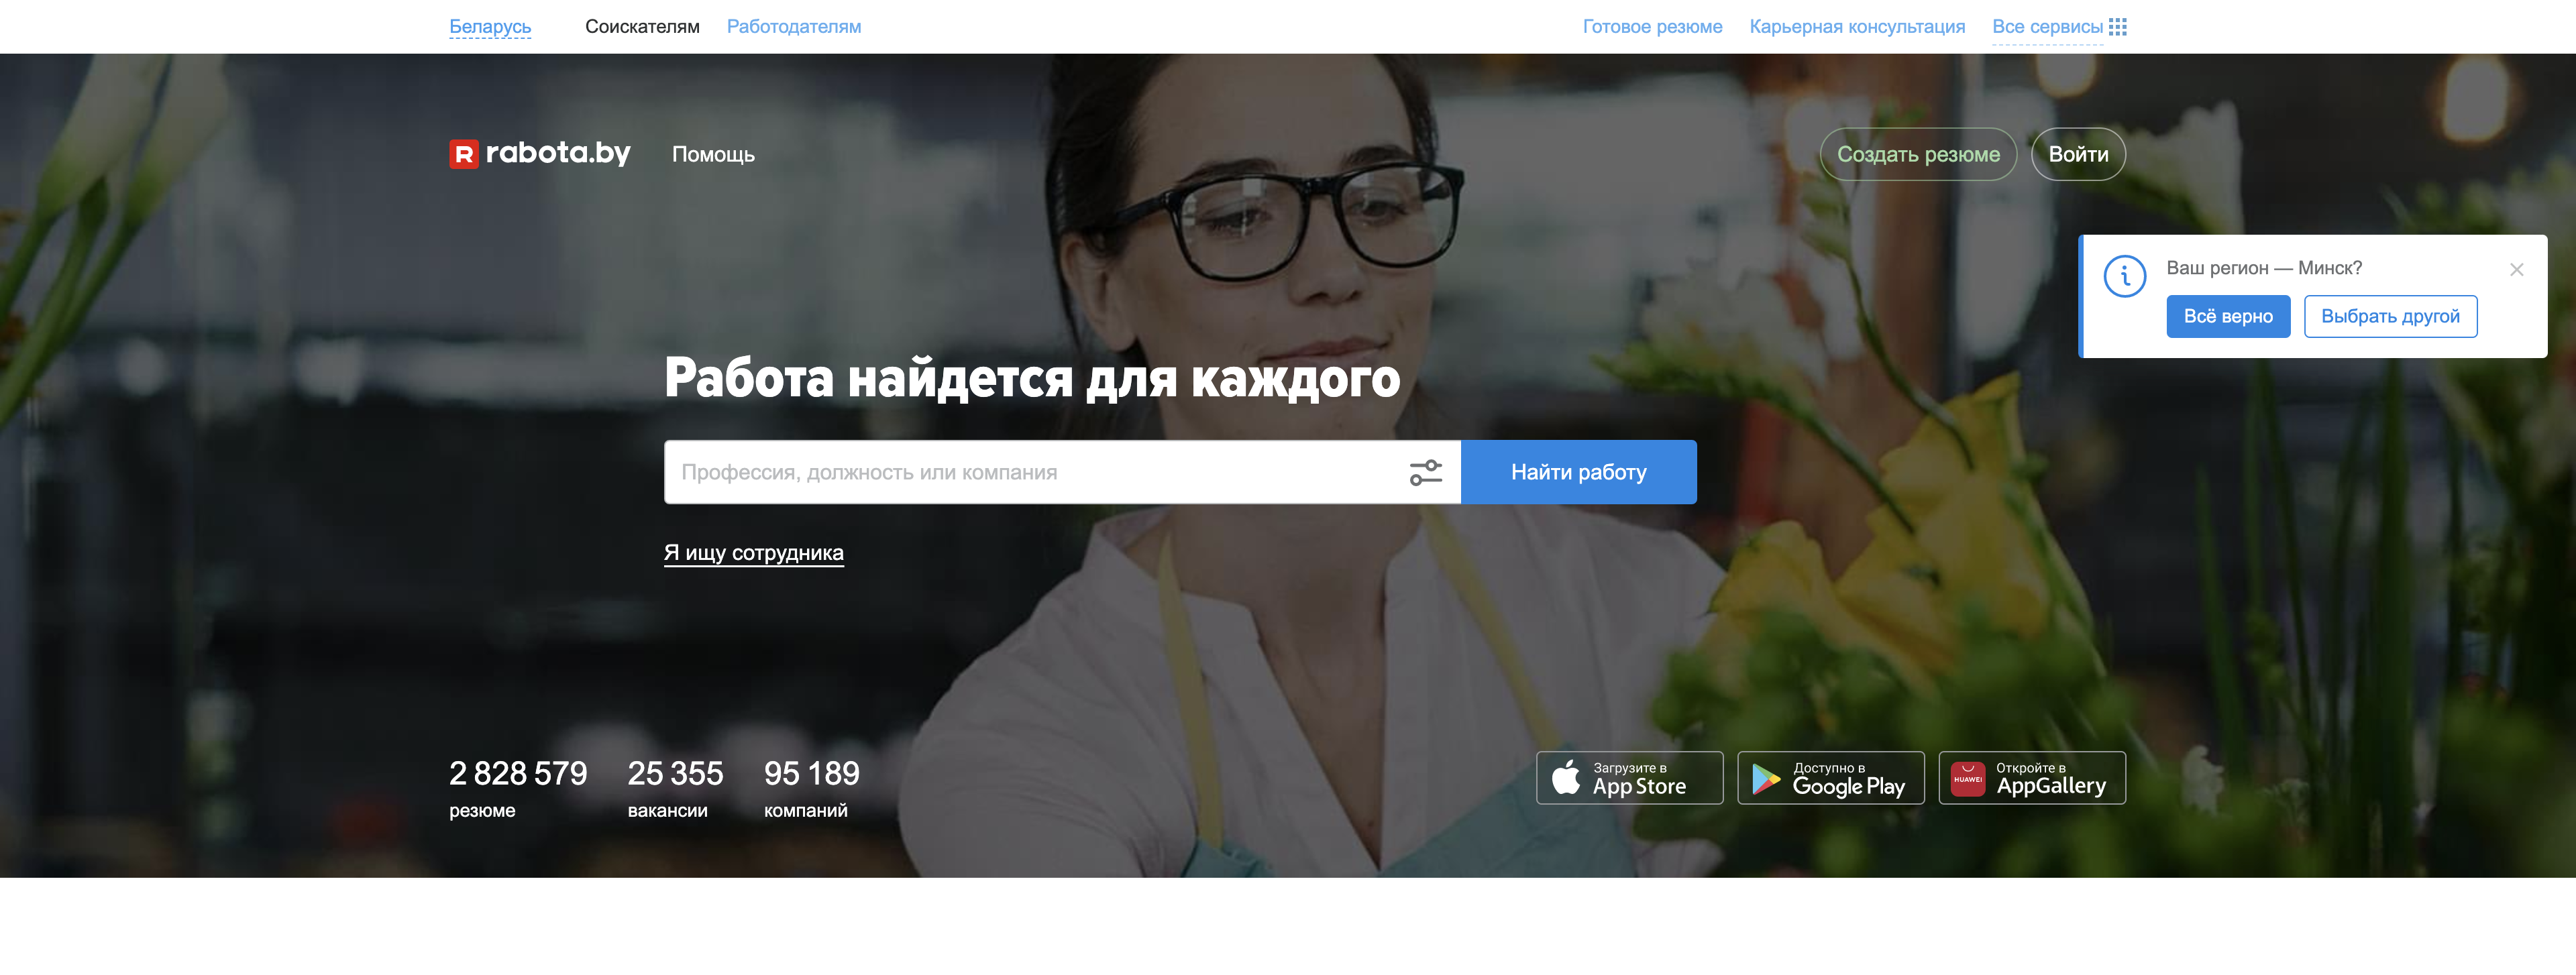 Беларусь Соискателям Работодателям Готовое резюме Карьерная консультация Все сервисы
R rabota.by Помощь Создать резюме Войти
Ваш регион — Минск?
Всё верно Выбрать другой
Работа найдется для каждого
Профессия, должность или компания Найти работу
Я ищу сотрудника
2 828 579 25 355 95 189
резюме вакансии компаний
Загрузите в
App Store
Доступно в
Google Play
HUAWEI
Откройте в
AppGallery